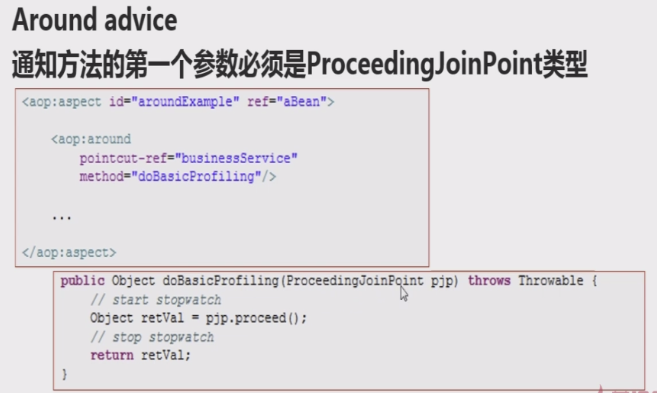 Around advice
通知方法的第一个参数必须是ProceedingJoinPoint类型
<aop:aspect id="aroundExample" ref="aBean">
<aop:around
pointcut-ref="businessService"
method="doBasicProfiling"/>
...
</aop:aspect>
public Object doBasicProfiling(ProceedingJoinPoint pjp) throws Throwable {
// start stopwatch
Object retVal = pjp.proceed();
// stop stopwatch
return retVal;
}